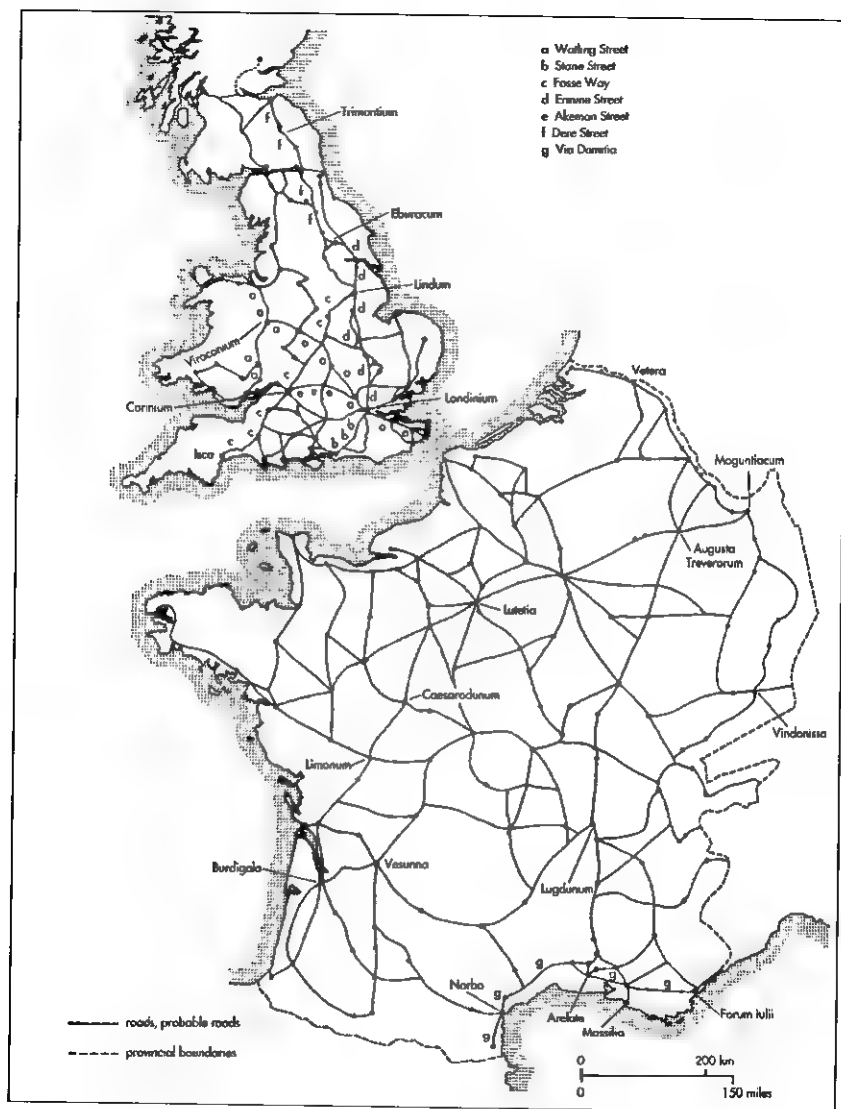 a Watling Street
b Stane Street
c Fosse Way
d Ermine Street
e Akeman Street
f Dere Street
g Via Domitia
Trimontium
f
f
f
f
Eburacum
d
d
Lindum
c
c
d
d
Viroconium
Corinium
c
d
d
Londinium
Isca
c
c
c
b
b
b
Vetera
Moguntiacum
Augusta
Treverorum
Lutetia
Caesarodunum
Vindonissa
Limonum
Burdigala
Vesunna
Lugdunum
Narbo
g
g
g
g
g
Arelate
Massilia
Forum Iulii
roads, probable roads
provincial boundaries
0 200 km
0 150 miles